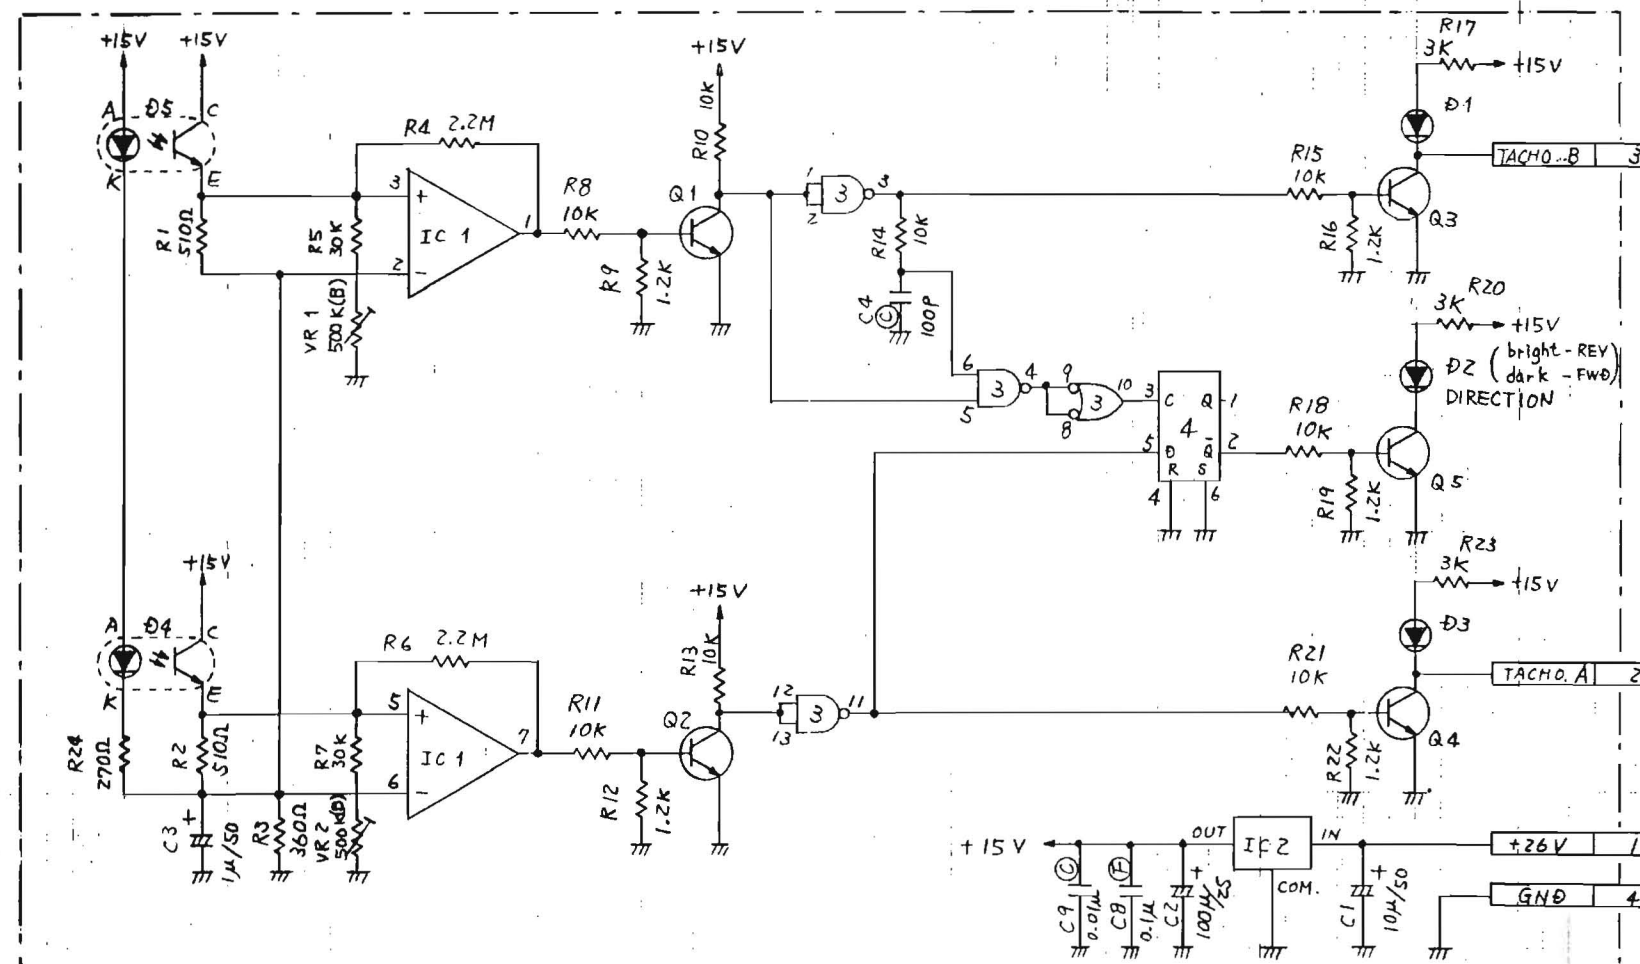 R17
3K
+15V
+15V
+15V
+15V
A
D5
C
K
E
R4
2.2M
R10
10K
D1
TACHO. B
3
R1
510Ω
R5
30K
3
+
IC 1
1
2
-
R8
10K
Q1
1
2
3
3
R14
10K
R15
10K
R16
1.2K
Q3
R9
1.2K
VR 1
500K(B)
C4
C
100P
R20
3K
+15V
D2
(bright - REV)
(dark - FWD)
DIRECTION
6
5
3
4
9
8
3
10
3
C
Q
1
4
5
D
Q
2
R
S
4
6
R18
10K
R19
1.2K
Q5
R23
3K
+15V
+15V
+15V
A
D4
C
K
E
R6
2.2M
R13
10K
D3
R21
10K
TACHO. A
2
R24
270Ω
R2
510Ω
R7
30K
5
+
IC 1
7
6
-
R11
10K
Q2
12
13
3
11
R22
1.2K
Q4
R12
1.2K
C3
+
1μ/50
R3
360Ω
VR 2
500K(B)
+15V
OUT
IC2
IN
COM.
+26V
1
C9
C
0.01μ
C8
F
0.1μ
C2
+
100μ/25
C1
+
10μ/50
GND
4